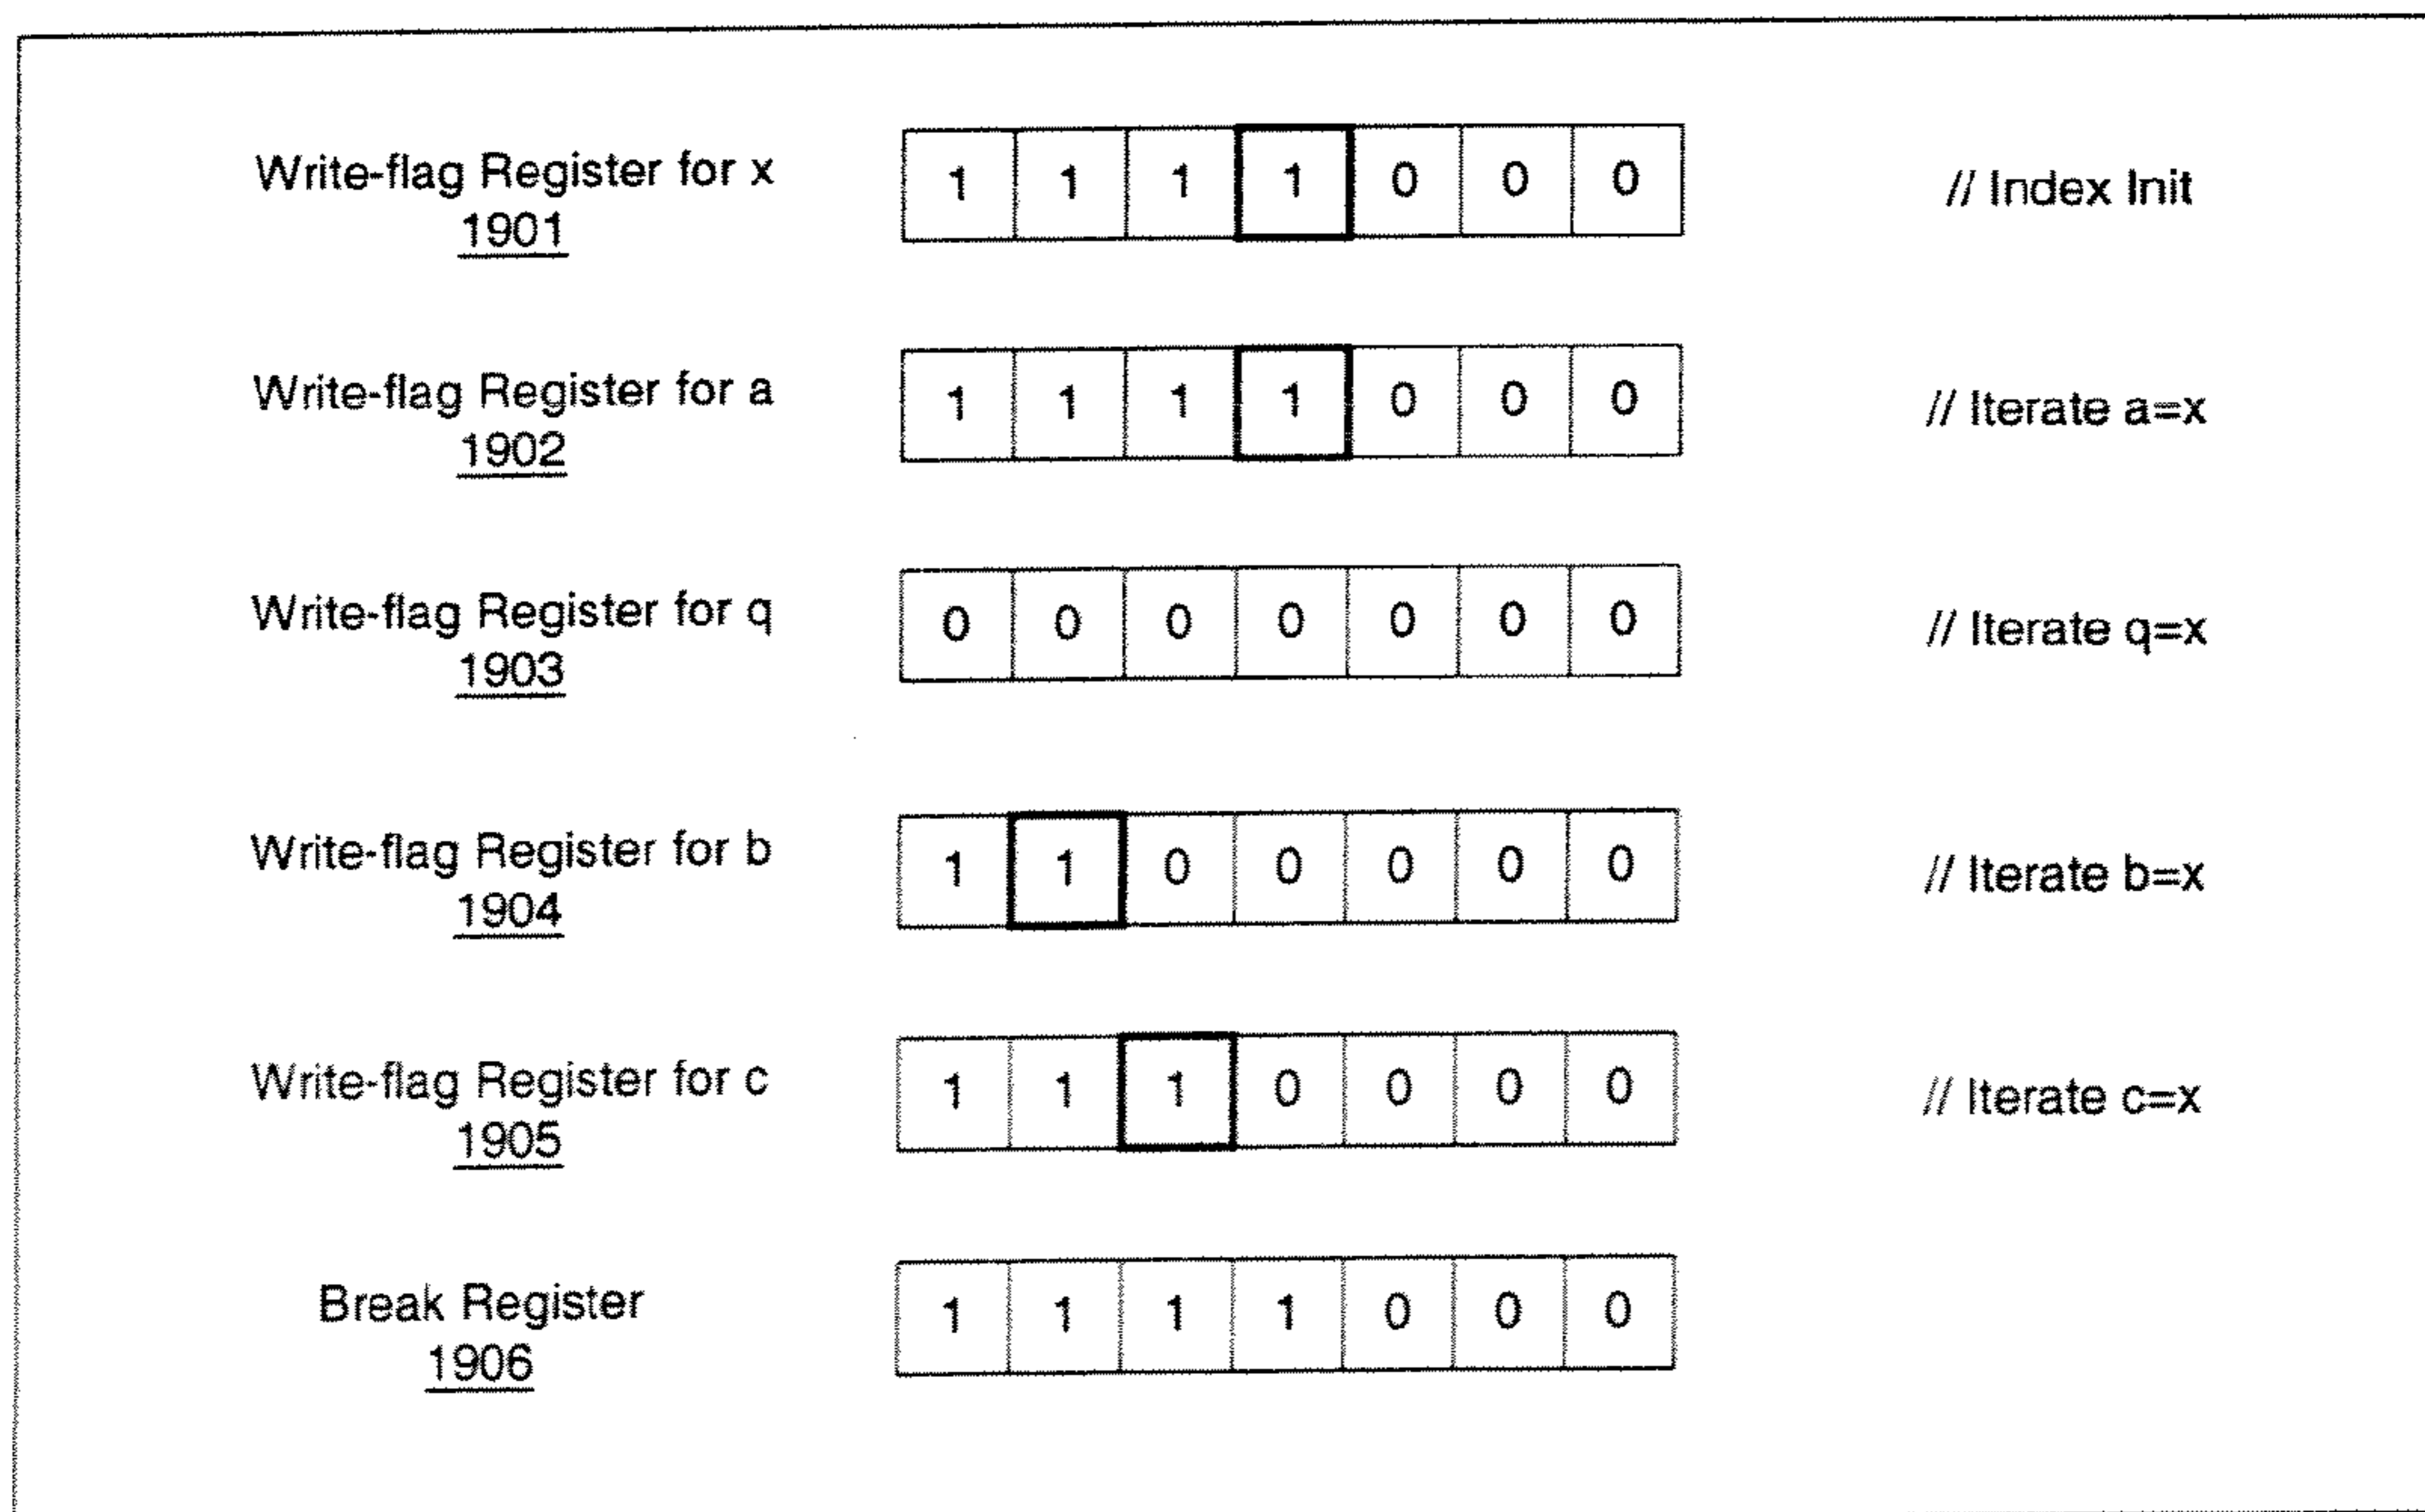 Write-flag Register for x 1 1 1 1 0 0 0 // Index Init
1901
Write-flag Register for a 1 1 1 1 0 0 0 // Iterate a=x
1902
Write-flag Register for q 0 0 0 0 0 0 0 // Iterate q=x
1903
Write-flag Register for b 1 1 0 0 0 0 0 // Iterate b=x
1904
Write-flag Register for c 1 1 1 0 0 0 0 // Iterate c=x
1905
Break Register 1 1 1 1 0 0 0
1906